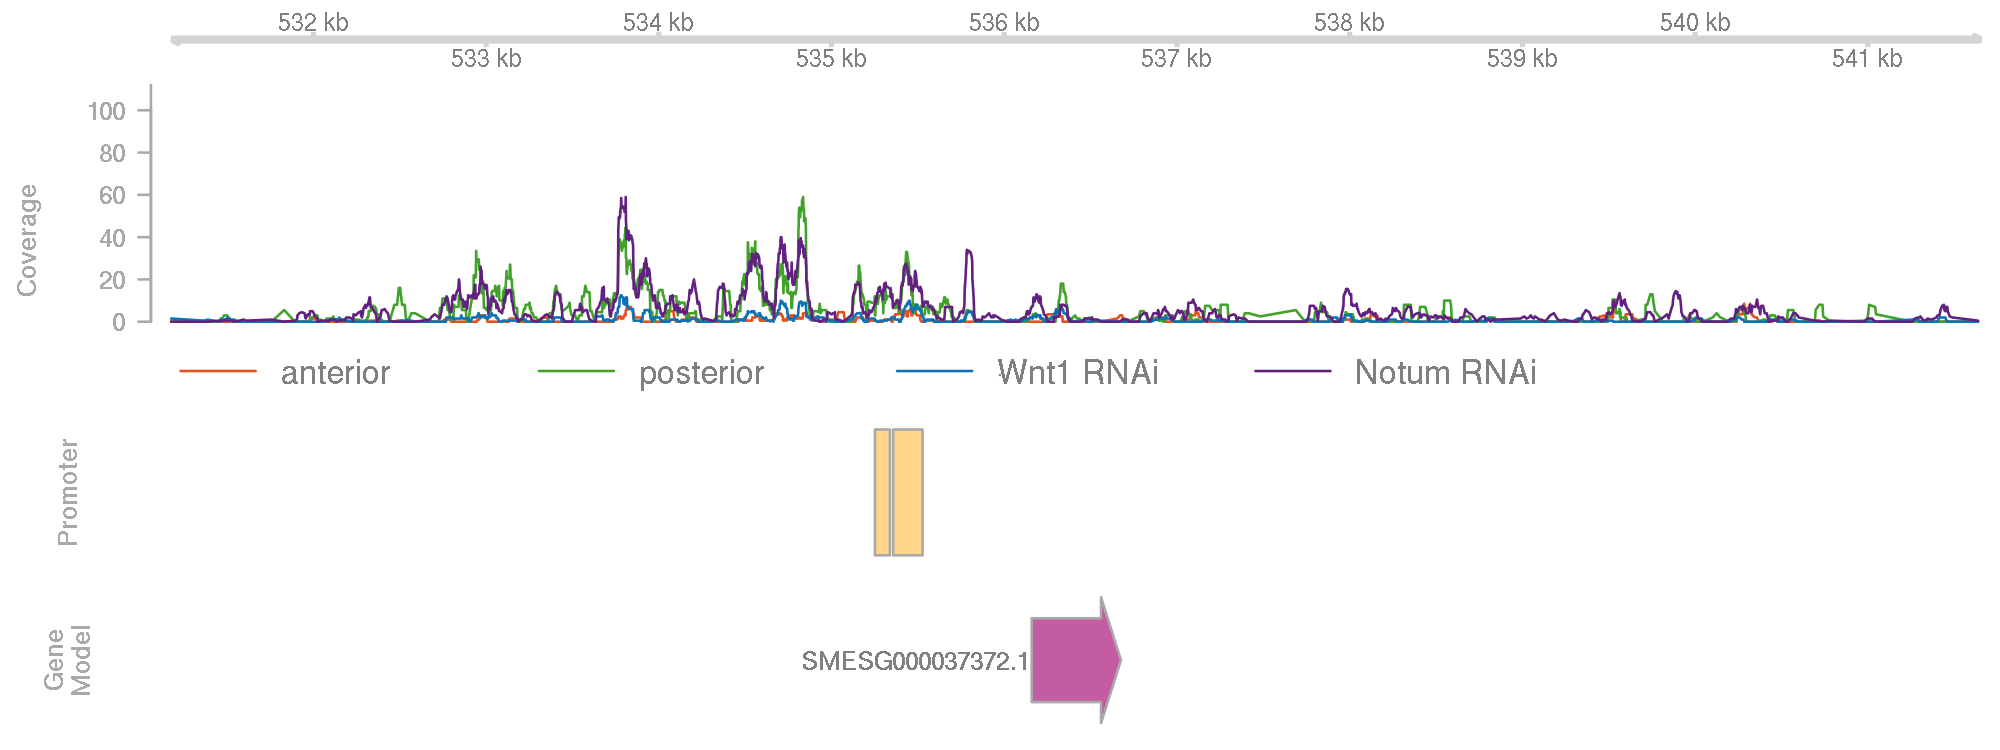 532 kb 534 kb 536 kb 538 kb 540 kb
533 kb 535 kb 537 kb 539 kb 541 kb
Coverage
100
80
60
40
20
0
anterior posterior Wnt1 RNAi Notum RNAi
Promoter
Gene
Model
SMESG000037372.1